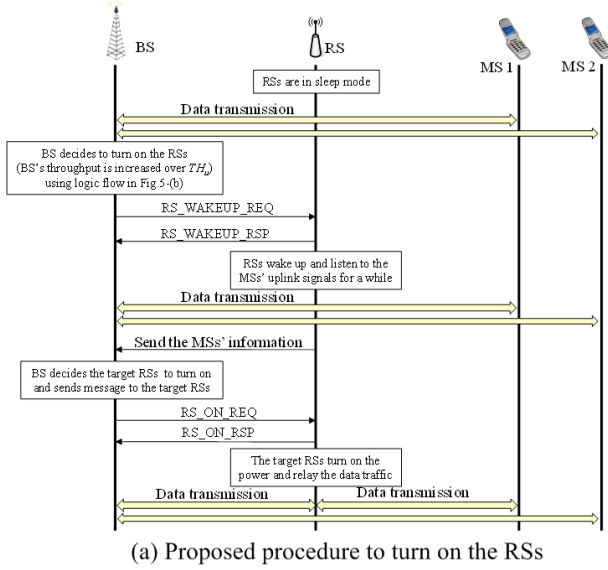 BS
RS
MS 1
MS 2
RSs are in sleep mode
Data transmission
BS decides to turn on the RSs
(BS's throughput is increased over TH_u)
using logic flow in Fig.5-(b)
RS_WAKEUP_REQ
RS_WAKEUP_RSP
RSs wake up and listen to the
MSs' uplink signals for a while
Data transmission
Send the MSs' information
BS decides the target RSs to turn on
and sends message to the target RSs
RS_ON_REQ
RS_ON_RSP
The target RSs turn on the
power and relay the data traffic
Data transmission
Data transmission
(a) Proposed procedure to turn on the RSs